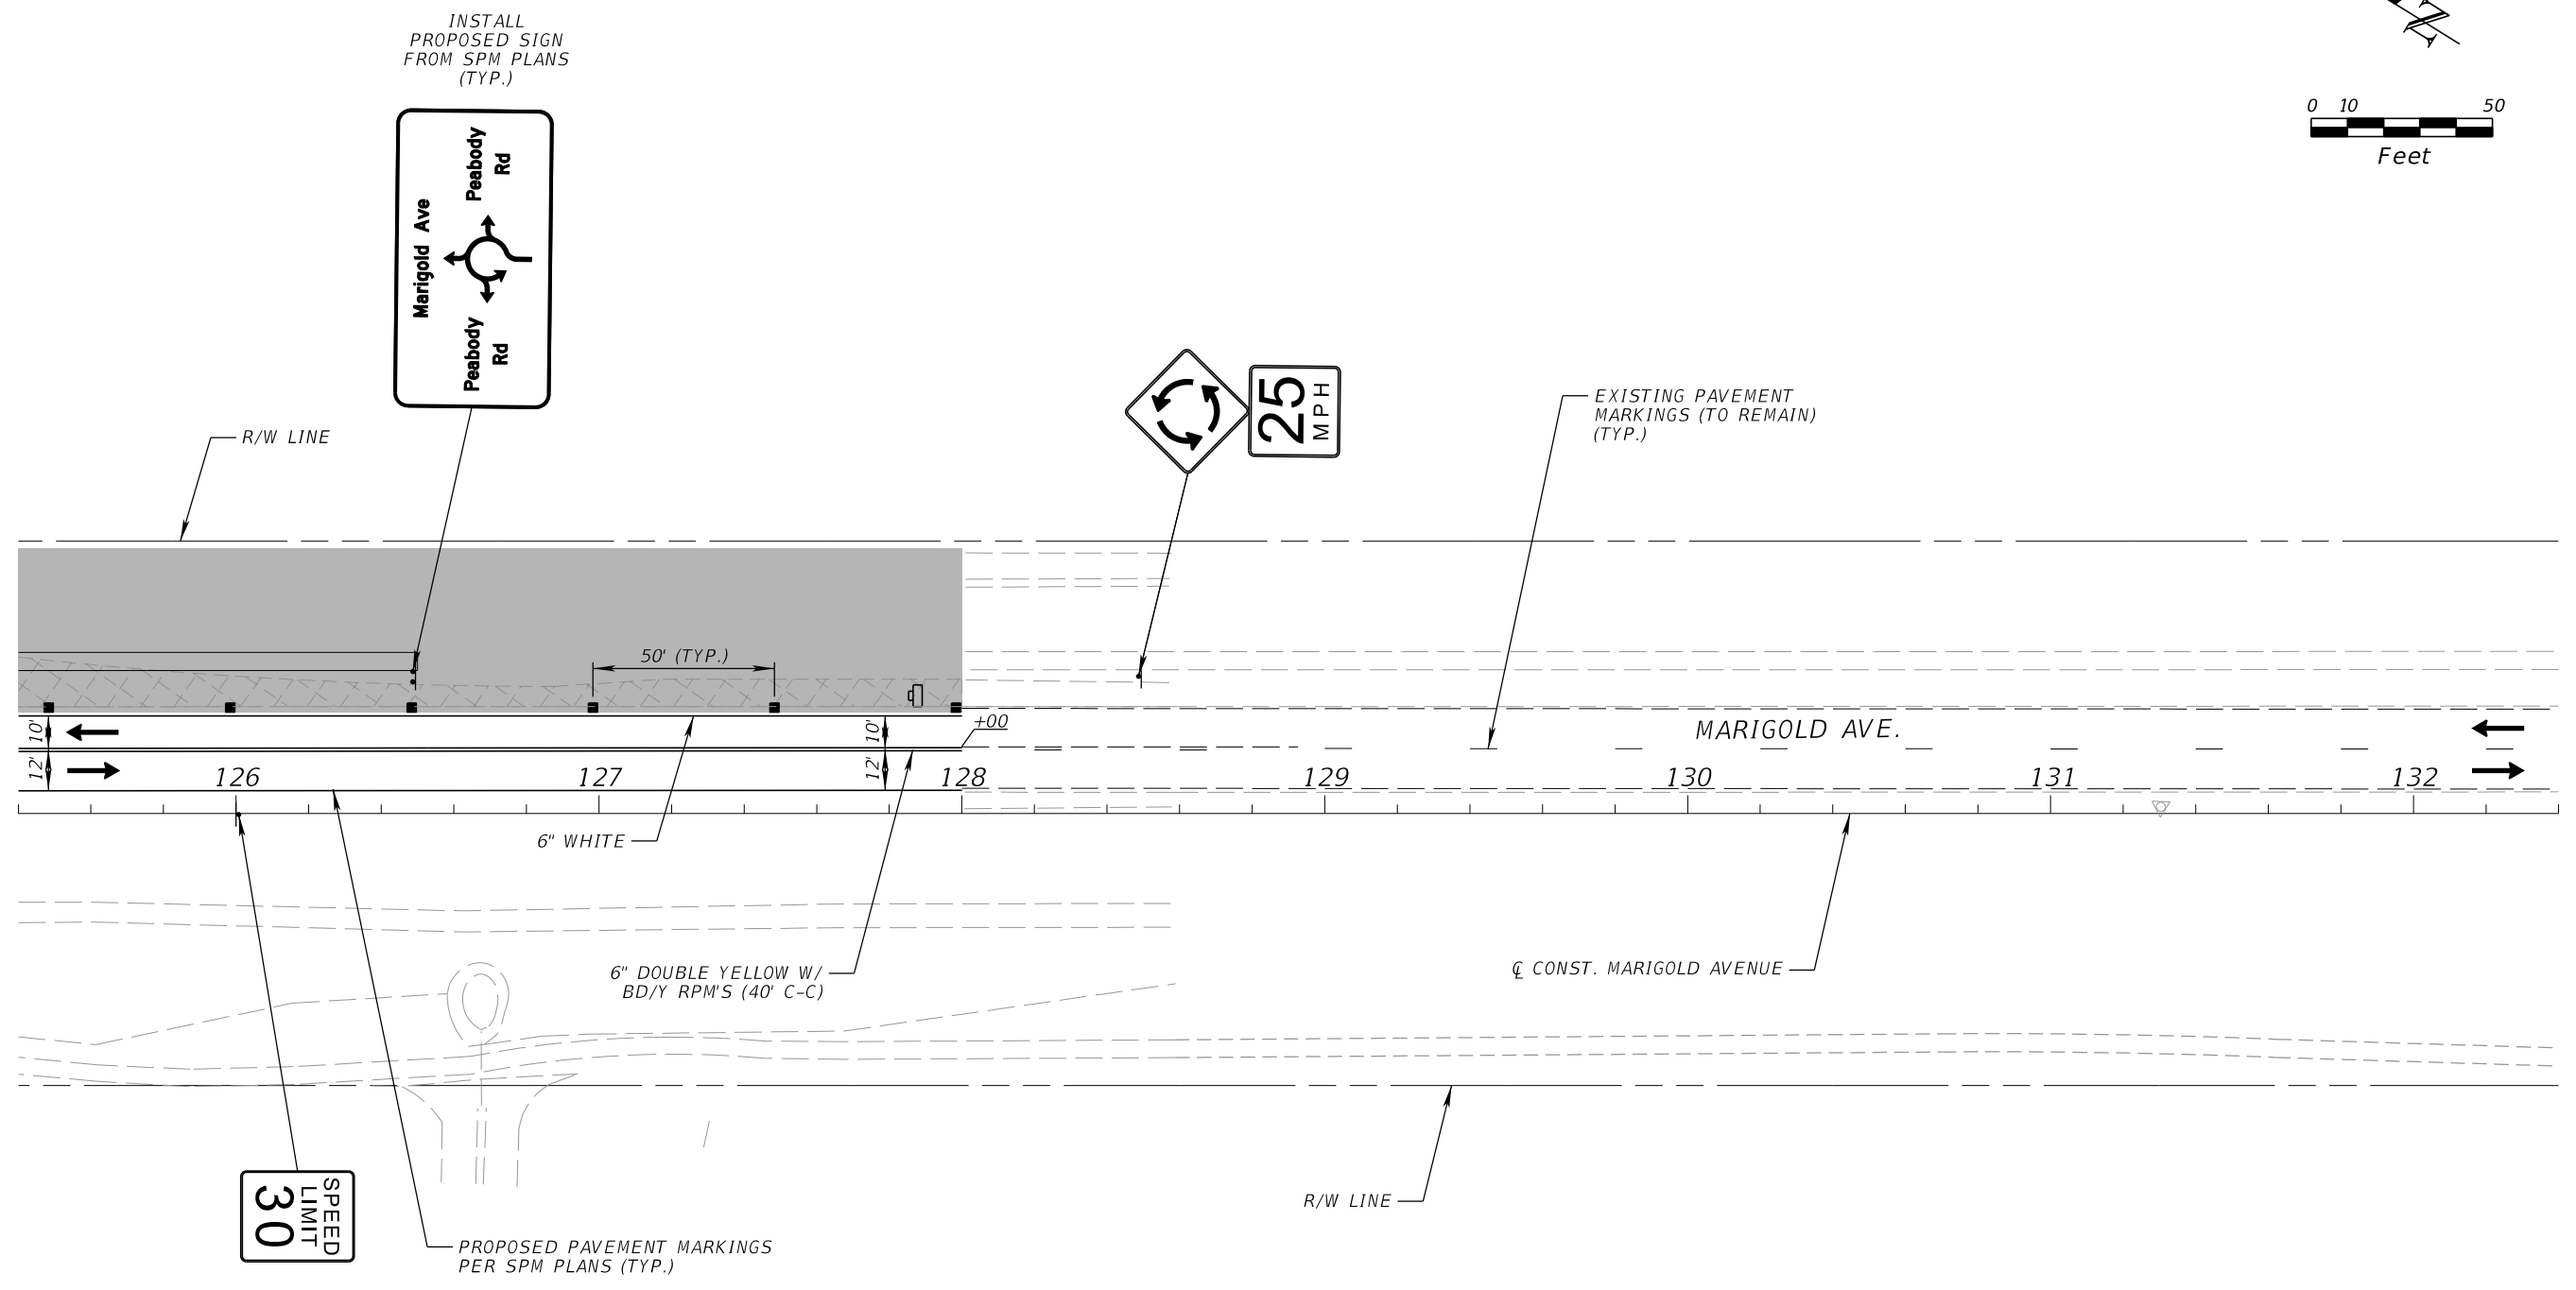 INSTALL
PROPOSED SIGN
FROM SPM PLANS
(TYP.)
N
0 10 50
Feet
Marigold Ave
Peabody
Rd
Peabody
Rd
25
MPH
EXISTING PAVEMENT
MARKINGS (TO REMAIN)
(TYP.)
R/W LINE
50' (TYP.)
10'
10'
+00
MARIGOLD AVE.
12'
12'
126 127 128 129 130 131 132
6" WHITE
6" DOUBLE YELLOW W/
BD/Y RPM'S (40' C-C)
℄ CONST. MARIGOLD AVENUE
R/W LINE
SPEED
LIMIT
30
PROPOSED PAVEMENT MARKINGS
PER SPM PLANS (TYP.)